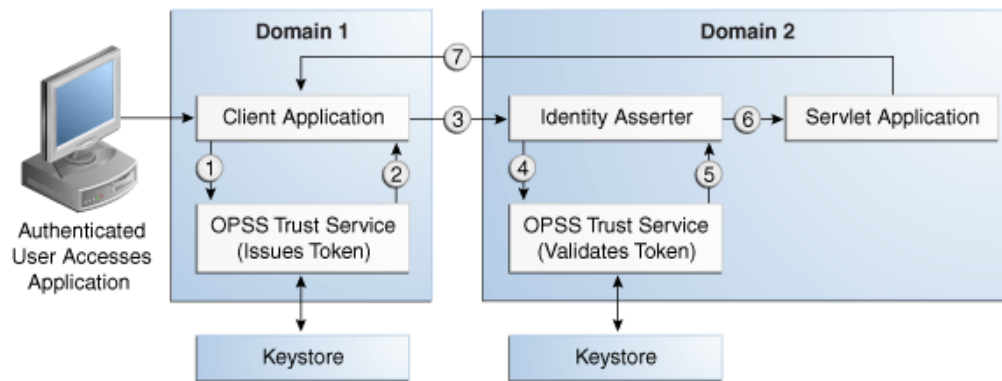 Domain 1
Domain 2
7
Client Application
3
Identity Asserter
6
Servlet Application
1
2
4
5
OPSS Trust Service
(Issues Token)
OPSS Trust Service
(Validates Token)
Authenticated
User Accesses
Application
Keystore
Keystore